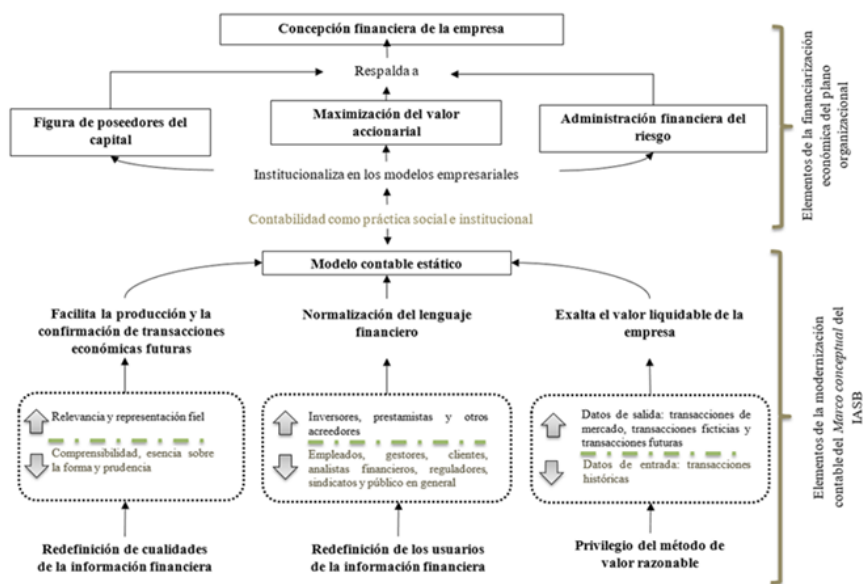 Concepción financiera de la empresa
Respalda a
Figura de poseedores del
capital
Maximización del valor
accionarial
Administración financiera del
riesgo
Institucionaliza en los modelos empresariales
Contabilidad como práctica social e institucional
Elementos de la financiarización
económica del plano
organizacional
Modelo contable estático
Facilita la producción y la
confirmación de transacciones
económicas futuras
Normalización del lenguaje
financiero
Exalta el valor liquidable de la
empresa
Relevancia y representación fiel
Comprensibilidad, esencia sobre
la forma y prudencia
Inversores, prestamistas y otros
acreedores
Empleados, gestores, clientes,
analistas financieros, reguladores,
sindicatos y público en general
Datos de salida: transacciones de
mercado, transacciones ficticias y
transacciones futuras
Datos de entrada: transacciones
históricas
Redefinición de cualidades
de la información financiera
Redefinición de los usuarios
de la información financiera
Privilegio del método de
valor razonable
Elementos de la modernización
contable del Marco conceptual del
IASB